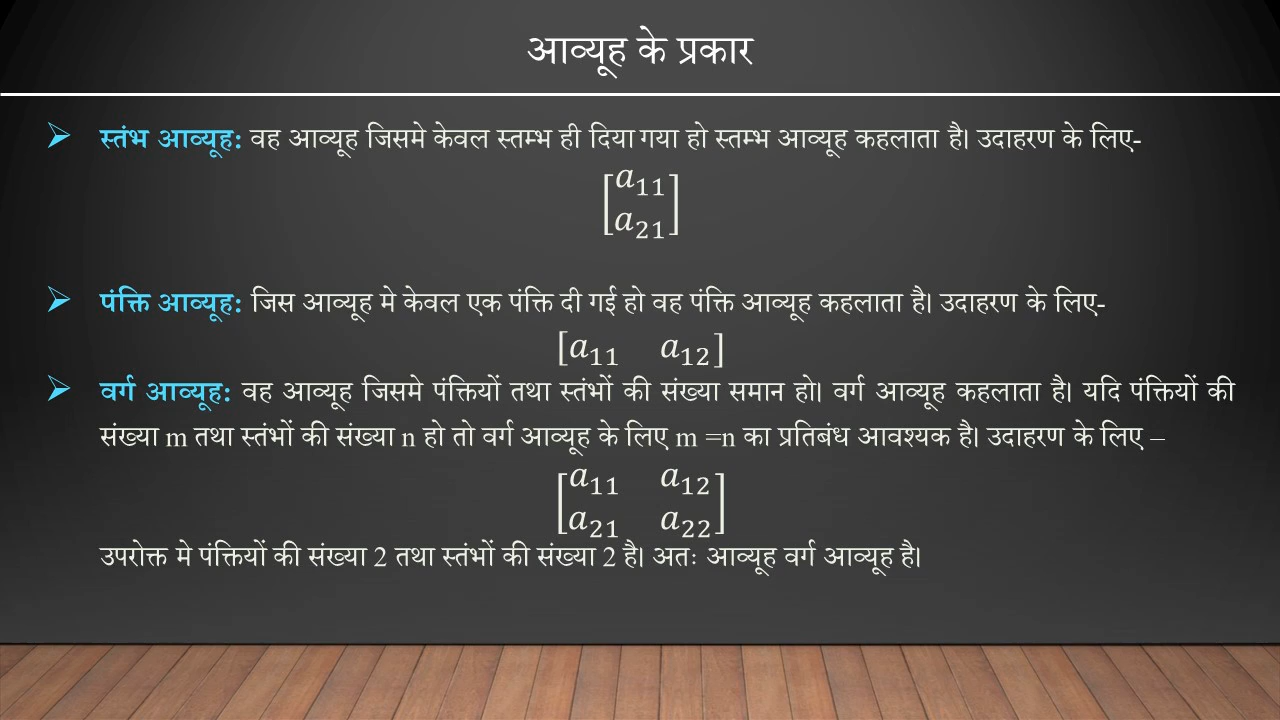 आव्यूह के प्रकार
➢ स्तंभ आव्यूह: वह आव्यूह जिसमे केवल स्तम्भ ही दिया गया हो स्तम्भ आव्यूह कहलाता है। उदाहरण के लिए-
[a₁₁
a₂₁]
➢ पंक्ति आव्यूह: जिस आव्यूह मे केवल एक पंक्ति दी गई हो वह पंक्ति आव्यूह कहलाता है। उदाहरण के लिए-
[a₁₁ a₁₂]
➢ वर्ग आव्यूह: वह आव्यूह जिसमे पंक्तियों तथा स्तंभों की संख्या समान हो। वर्ग आव्यूह कहलाता है। यदि पंक्तियों की
संख्या m तथा स्तंभों की संख्या n हो तो वर्ग आव्यूह के लिए m =n का प्रतिबंध आवश्यक है। उदाहरण के लिए –
[a₁₁ a₁₂
a₂₁ a₂₂]
उपरोक्त मे पंक्तियों की संख्या 2 तथा स्तंभों की संख्या 2 है। अतः आव्यूह वर्ग आव्यूह है।